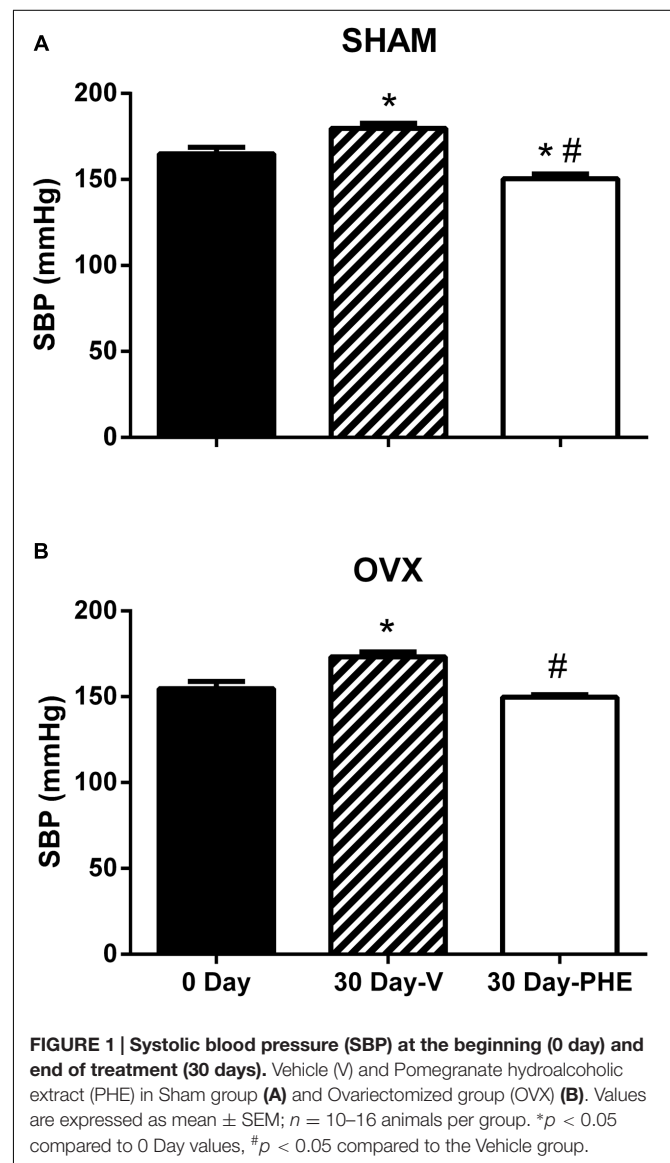 A
SHAM
200
150
100
50
0
SBP (mmHg)
*
* #
B
OVX
200
150
100
50
0
SBP (mmHg)
*
#
0 Day 30 Day-V 30 Day-PHE
FIGURE 1 | Systolic blood pressure (SBP) at the beginning (0 day) and
end of treatment (30 days). Vehicle (V) and Pomegranate hydroalcoholic
extract (PHE) in Sham group (A) and Ovariectomized group (OVX) (B). Values
are expressed as mean ± SEM; n = 10–16 animals per group. *p < 0.05
compared to 0 Day values, #p < 0.05 compared to the Vehicle group.